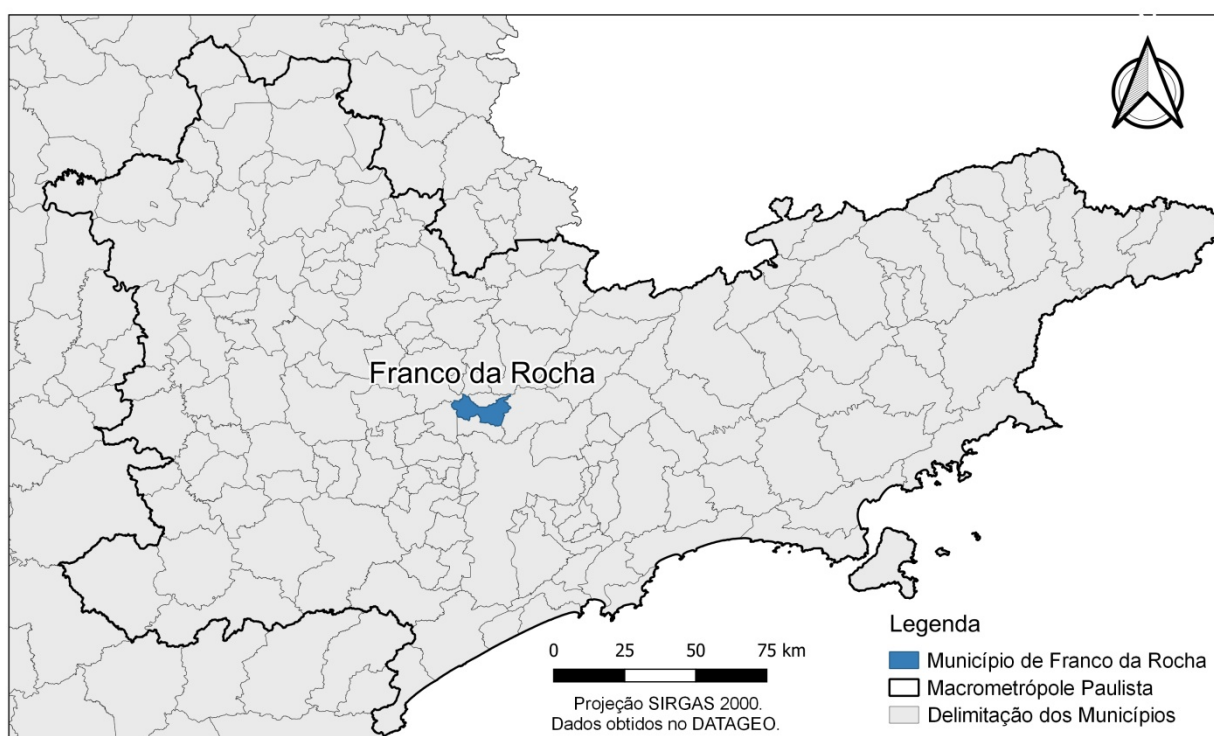 Franco da Rocha
0 25 50 75 km
Projeção SIRGAS 2000.
Dados obtidos no DATAGEO.
Legenda
Município de Franco da Rocha
Macrometrópole Paulista
Delimitação dos Municípios